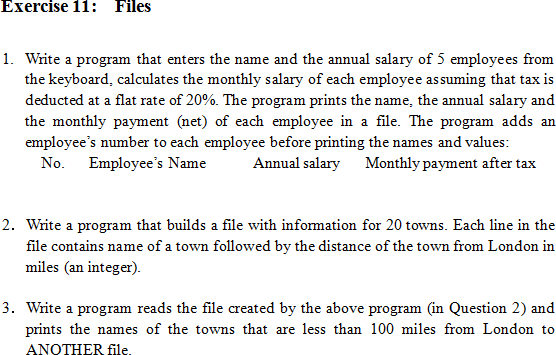 Exercise 11: Files
1. Write a program that enters the name and the annual salary of 5 employees from
the keyboard, calculates the monthly salary of each employee assuming that tax is
deducted at a flat rate of 20%. The program prints the name, the annual salary and
the monthly payment (net) of each employee in a file. The program adds an
employee's number to each employee before printing the names and values:
No. Employee's Name Annual salary Monthly payment after tax
2. Write a program that builds a file with information for 20 towns. Each line in the
file contains name of a town followed by the distance of the town from London in
miles (an integer).
3. Write a program reads the file created by the above program (in Question 2) and
prints the names of the towns that are less than 100 miles from London to
ANOTHER file.